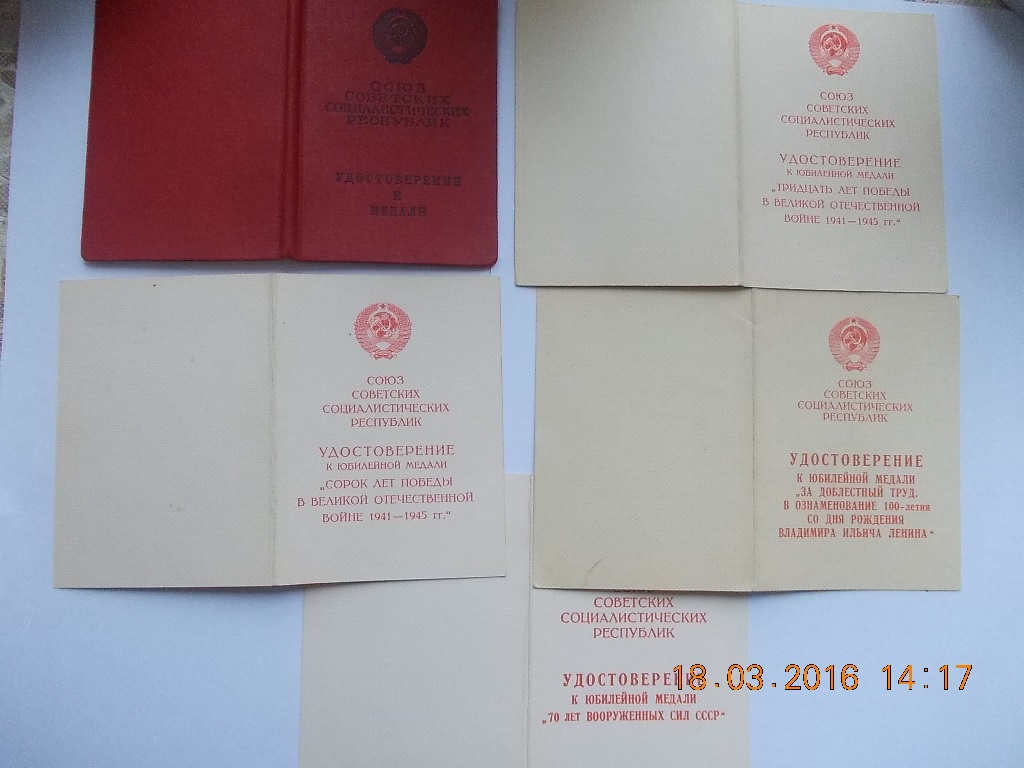 СОЮЗ
СОВЕТСКИХ
СОЦИАЛИСТИЧЕСКИХ
РЕСПУБЛИК
УДОСТОВЕРЕНИЕ
К
МЕДАЛИ
СОЮЗ
СОВЕТСКИХ
СОЦИАЛИСТИЧЕСКИХ
РЕСПУБЛИК
УДОСТОВЕРЕНИЕ
К ЮБИЛЕЙНОЙ МЕДАЛИ
„ТРИДЦАТЬ ЛЕТ ПОБЕДЫ
В ВЕЛИКОЙ ОТЕЧЕСТВЕННОЙ
ВОЙНЕ 1941—1945 гг.“
СОЮЗ
СОВЕТСКИХ
СОЦИАЛИСТИЧЕСКИХ
РЕСПУБЛИК
УДОСТОВЕРЕНИЕ
К ЮБИЛЕЙНОЙ МЕДАЛИ
„СОРОК ЛЕТ ПОБЕДЫ
В ВЕЛИКОЙ ОТЕЧЕСТВЕННОЙ
ВОЙНЕ 1941—1945 гг.“
СОЮЗ
СОВЕТСКИХ
СОЦИАЛИСТИЧЕСКИХ
РЕСПУБЛИК
УДОСТОВЕРЕНИЕ
К ЮБИЛЕЙНОЙ МЕДАЛИ
„ЗА ДОБЛЕСТНЫЙ ТРУД.
В ОЗНАМЕНОВАНИЕ 100-летия
СО ДНЯ РОЖДЕНИЯ
ВЛАДИМИРА ИЛЬИЧА ЛЕНИНА“
СОВЕТСКИХ
СОЦИАЛИСТИЧЕСКИХ
РЕСПУБЛИК
УДОСТОВЕРЕНИЕ
К ЮБИЛЕЙНОЙ МЕДАЛИ
„70 ЛЕТ ВООРУЖЕННЫХ СИЛ СССР“
18.03.2016 14:17